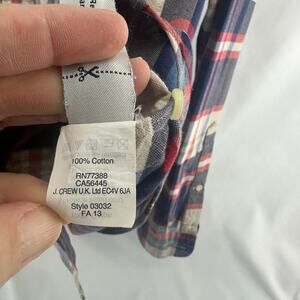 100% Cotton
RN77388
CA56445
J. CREW U.K. Ltd EC4V 6JA
Style 03032
FA 13